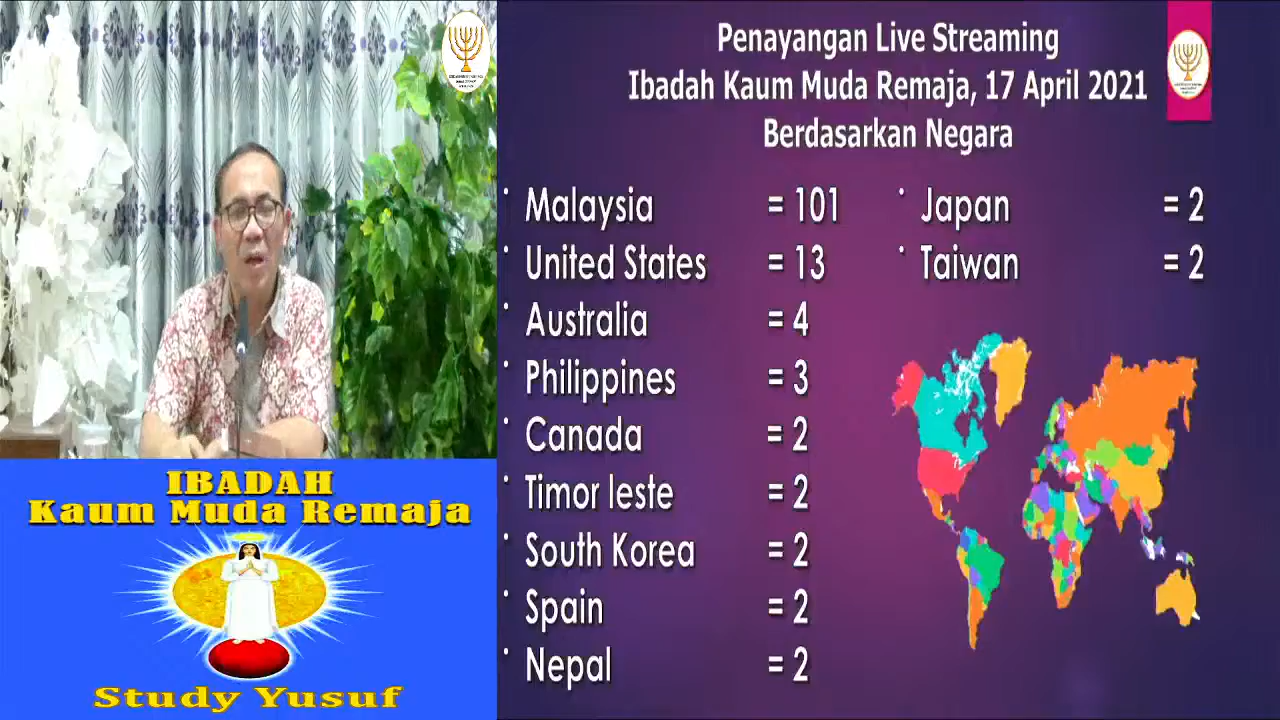 Penayangan Live Streaming
Ibadah Kaum Muda Remaja, 17 April 2021
Berdasarkan Negara
Malaysia = 101
United States = 13
Australia = 4
Philippines = 3
Canada = 2
Timor leste = 2
South Korea = 2
Spain = 2
Nepal = 2
Japan = 2
Taiwan = 2
IBADAH
Kaum Muda Remaja
Study Yusuf